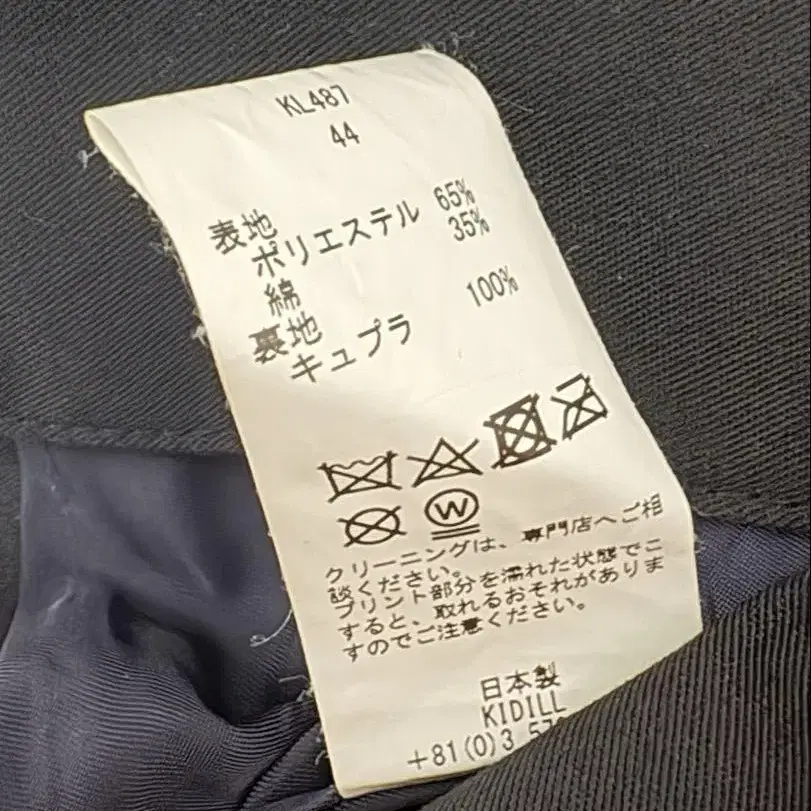 KL487
44
表地
ポリエステル 65%
綿 35%
裏地
キュプラ 100%
W
クリーニングは、専門店へご相
談ください。
プリント部分を濡れた状態でこ
すると、取れるおそれがありま
すのでご注意ください。
日本製
KIDILL
+81(0)3